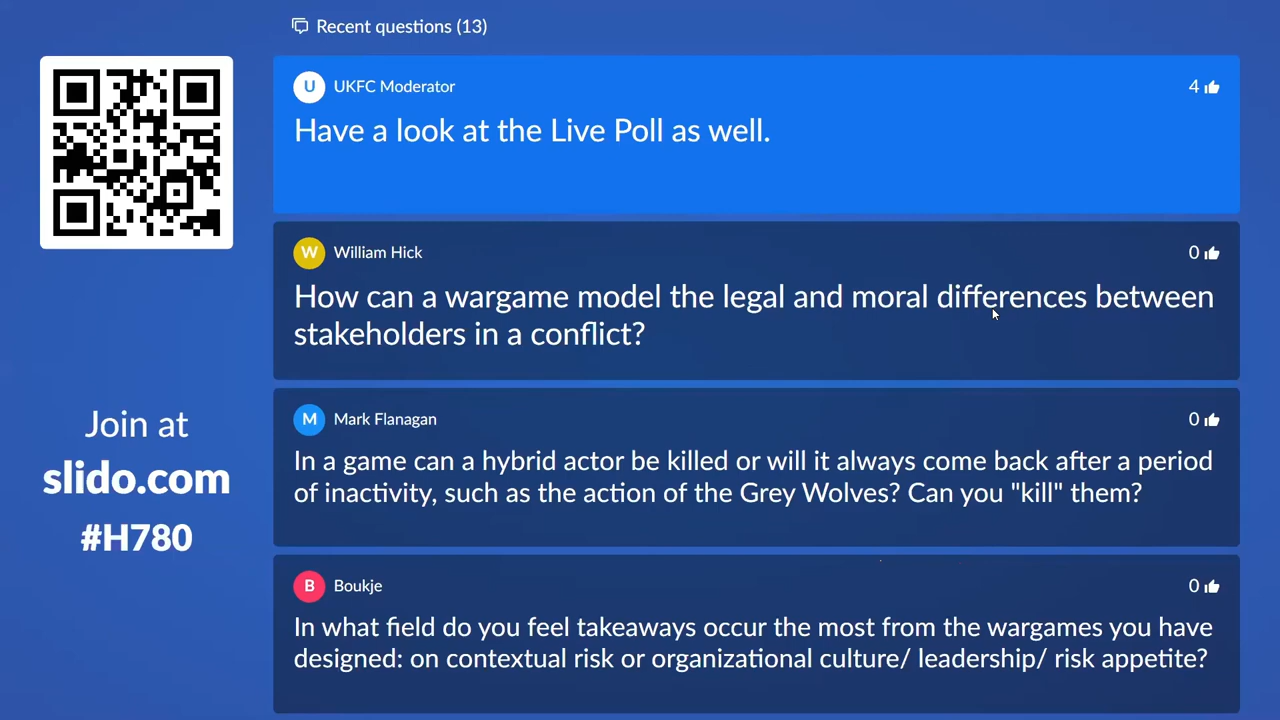 Recent questions (13)
U UKFC Moderator 4
Have a look at the Live Poll as well.
W William Hick 0
How can a wargame model the legal and moral differences between
stakeholders in a conflict?
M Mark Flanagan 0
In a game can a hybrid actor be killed or will it always come back after a period
of inactivity, such as the action of the Grey Wolves? Can you "kill" them?
B Boukje 0
In what field do you feel takeaways occur the most from the wargames you have
designed: on contextual risk or organizational culture/ leadership/ risk appetite?
Join at
slido.com
#H780